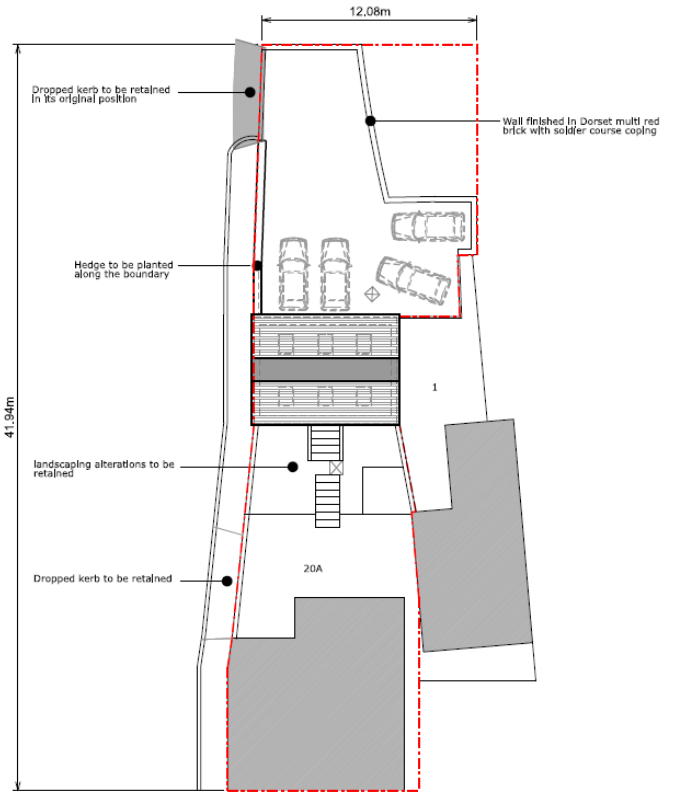 12,08m
Dropped kerb to be retained
in its original position
Wall finished in Dorset multi red
brick with soldier course coping
Hedge to be planted
along the boundary
41.94m
1
landscaping alterations to be
retained
20A
Dropped kerb to be retained